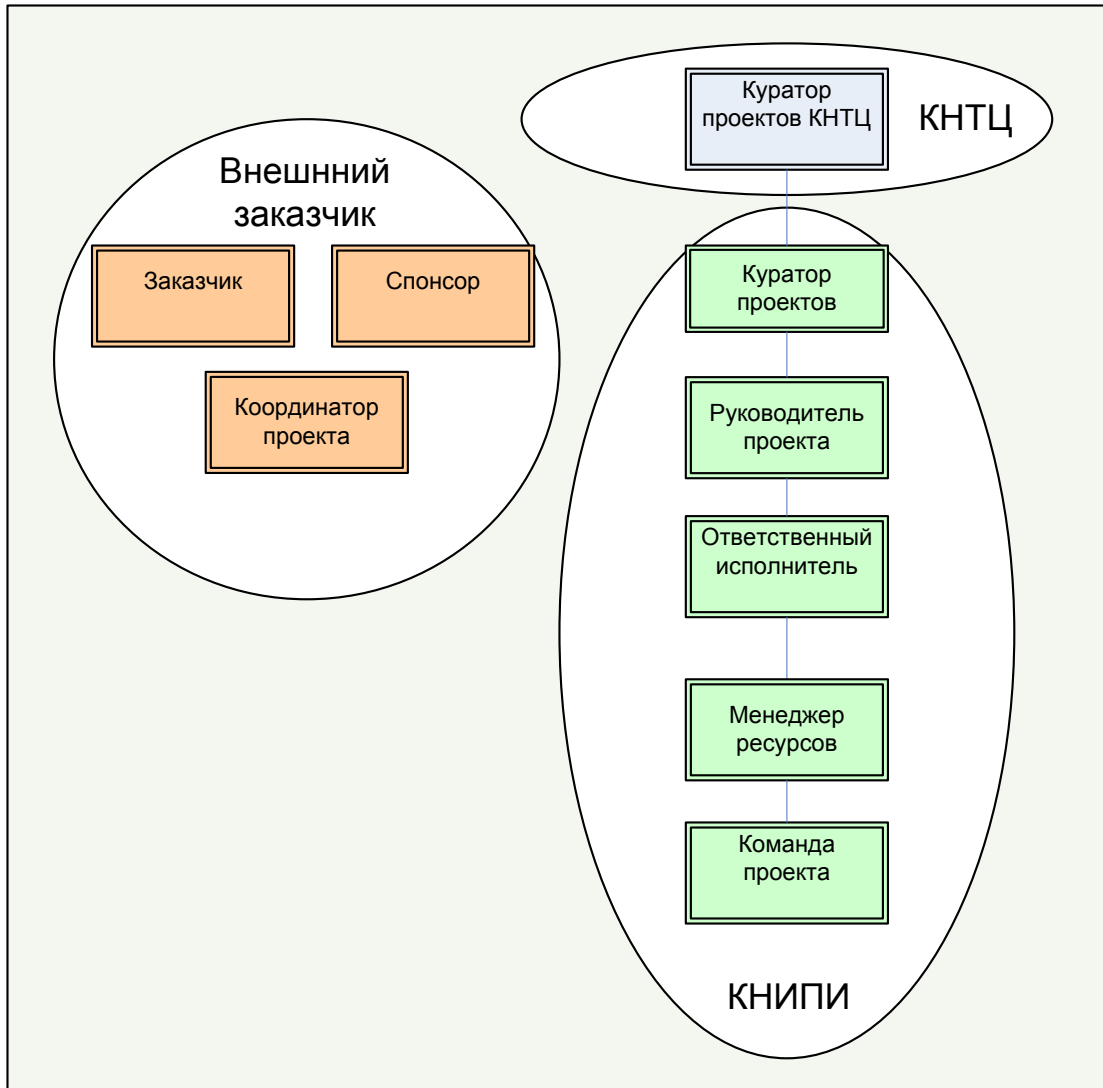 Куратор
проектов КНТЦ
КНТЦ
Внешнний
заказчик
Заказчик
Спонсор
Координатор
проекта
Куратор
проектов
Руководитель
проекта
Ответственный
исполнитель
Менеджер
ресурсов
Команда
проекта
КНИПИ